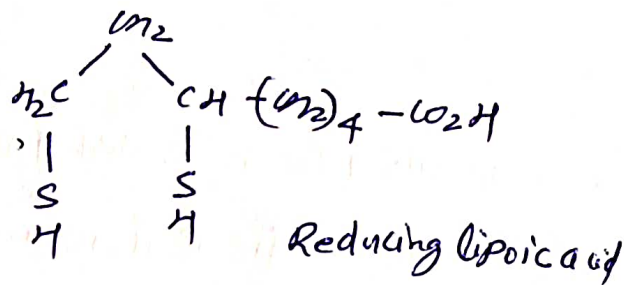 CH2
H2C CH-(CH2)4-CO2H
S S
H H
Reducing lipoic acid